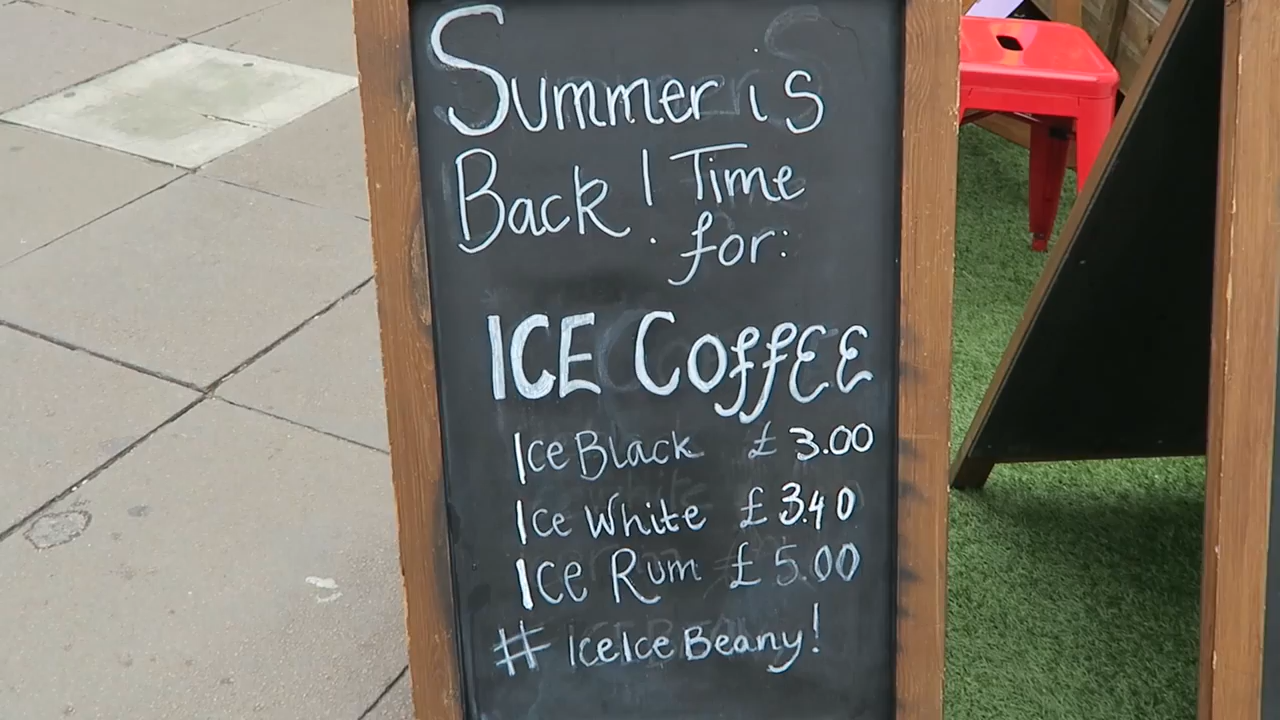 Summer is
Back! Time
for:
ICE COffEE
Ice Black £3.00
Ice White £3.40
Ice Rum £5.00
# IceIce Beany!